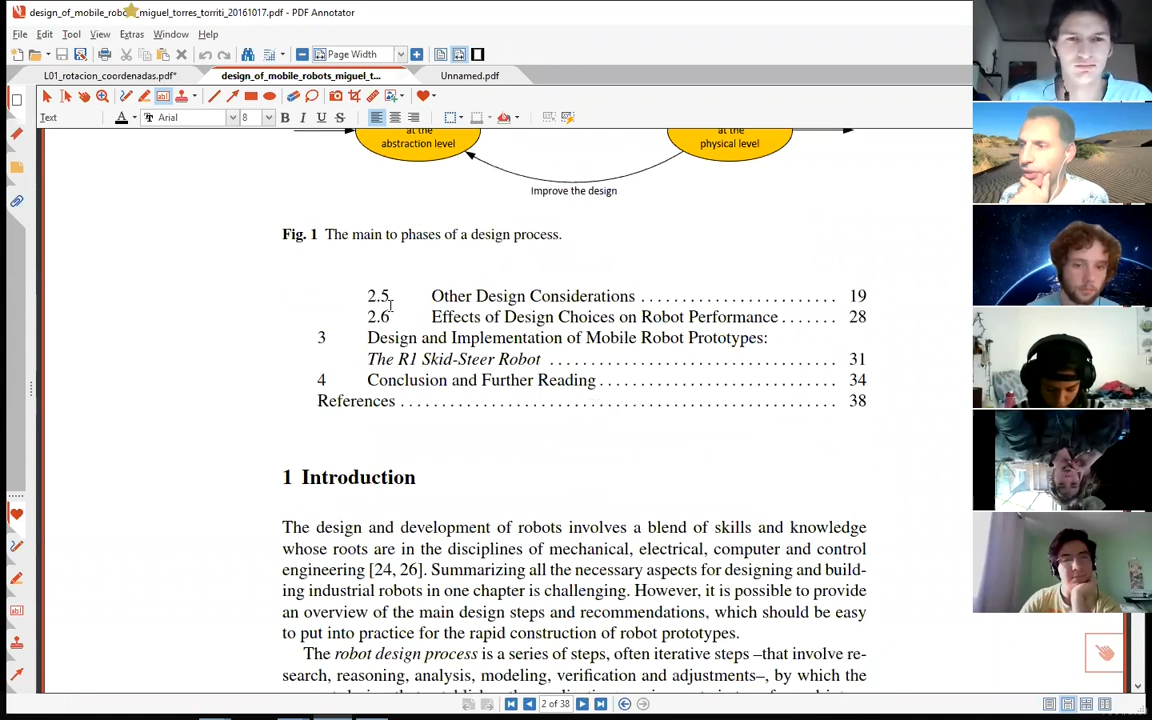 design_of_mobile_robo s_miguel_torres_torriti_20161017.pdf - PDF Annotator
File Edit Tool View Extras Window Help
Page Width
L01_rotacion_coordenadas.pdf* design_of_mobile_robots_miguel_t... Unnamed.pdf
Text A Arial 8 B I U S
at the at the
abstraction level physical level
Improve the design
Fig. 1 The main to phases of a design process.
2.5 Other Design Considerations . . . . . . . . . . . . . . . . . . . . . . . . . . 19
2.6 Effects of Design Choices on Robot Performance . . . . . . . 28
3 Design and Implementation of Mobile Robot Prototypes:
The R1 Skid-Steer Robot . . . . . . . . . . . . . . . . . . . . . . . . . . . . . . . . . . . . . 31
4 Conclusion and Further Reading . . . . . . . . . . . . . . . . . . . . . . . . . . . . . . . 34
References . . . . . . . . . . . . . . . . . . . . . . . . . . . . . . . . . . . . . . . . . . . . . . . . . . . . . . . . 38
1 Introduction
The design and development of robots involves a blend of skills and knowledge
whose roots are in the disciplines of mechanical, electrical, computer and control
engineering [24, 26]. Summarizing all the necessary aspects for designing and build-
ing industrial robots in one chapter is challenging. However, it is possible to provide
an overview of the main design steps and recommendations, which should be easy
to put into practice for the rapid construction of robot prototypes.
The robot design process is a series of steps, often iterative steps –that involve re-
search, reasoning, analysis, modeling, verification and adjustments–, by which the
2 of 38